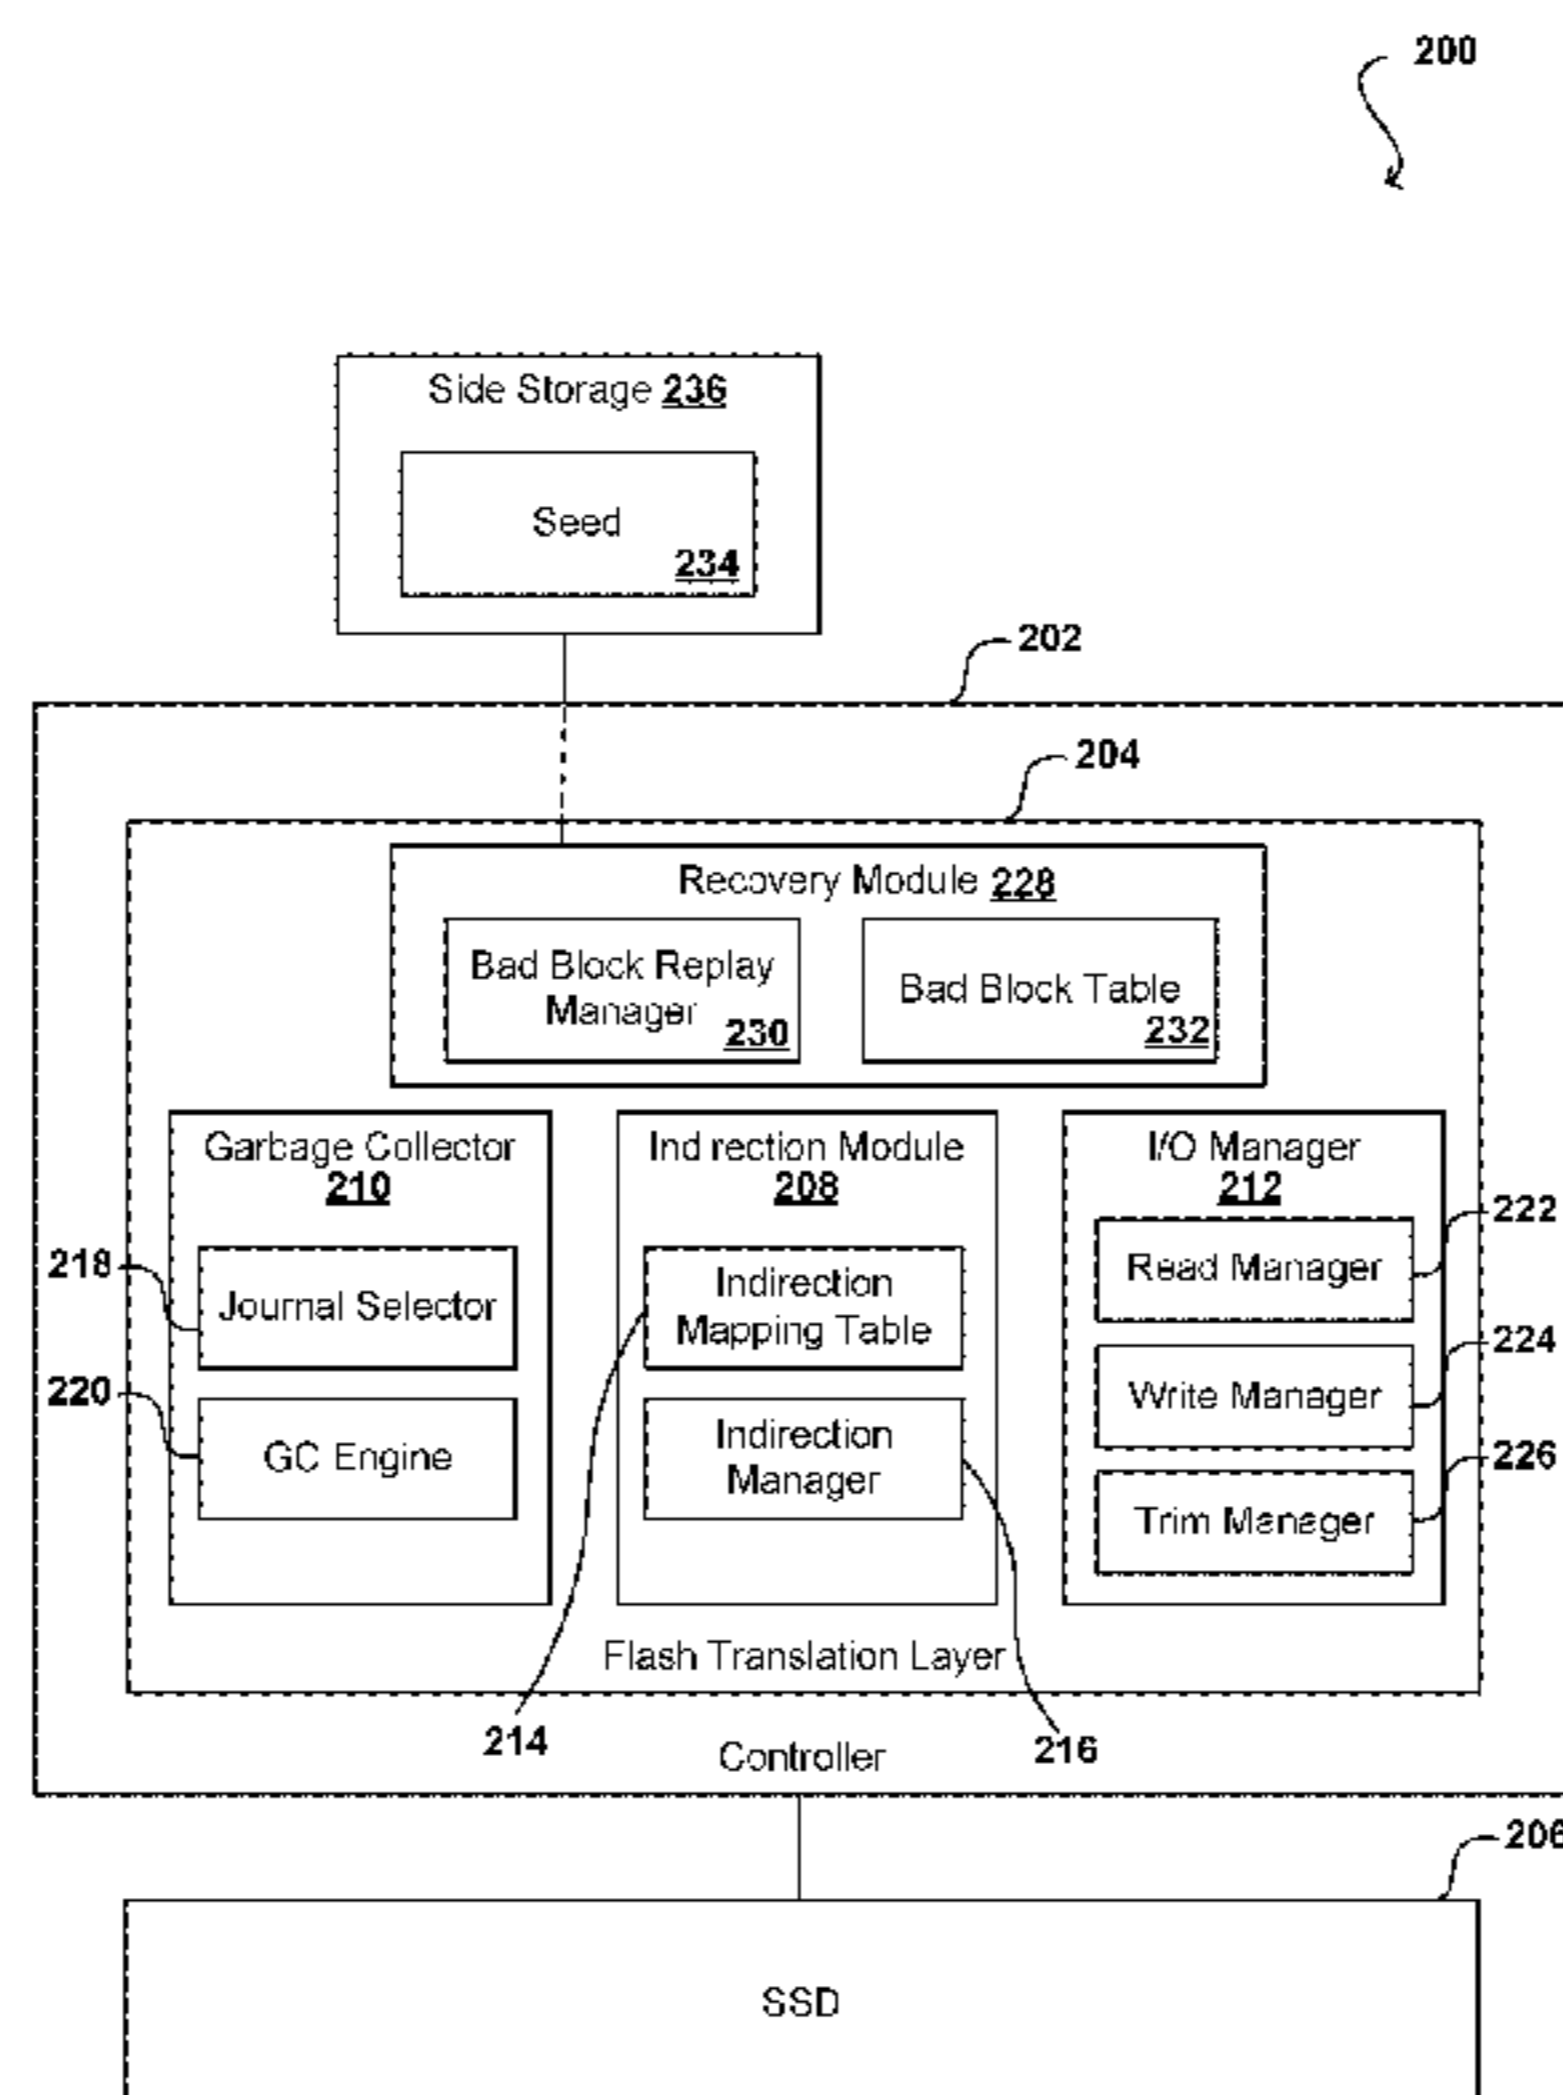 200
Side Storage 236
Seed
234
202
204
Recovery Module 228
Bad Block Replay
Manager
230
Bad Block Table
232
Garbage Collector
210
Indirection Module
208
I/O Manager
212
222
218
Journal Selector
Indirection
Mapping Table
Read Manager
224
220
GC Engine
Indirection
Manager
Write Manager
226
Trim Manager
Flash Translation Layer
214
Controller
216
206
SSD